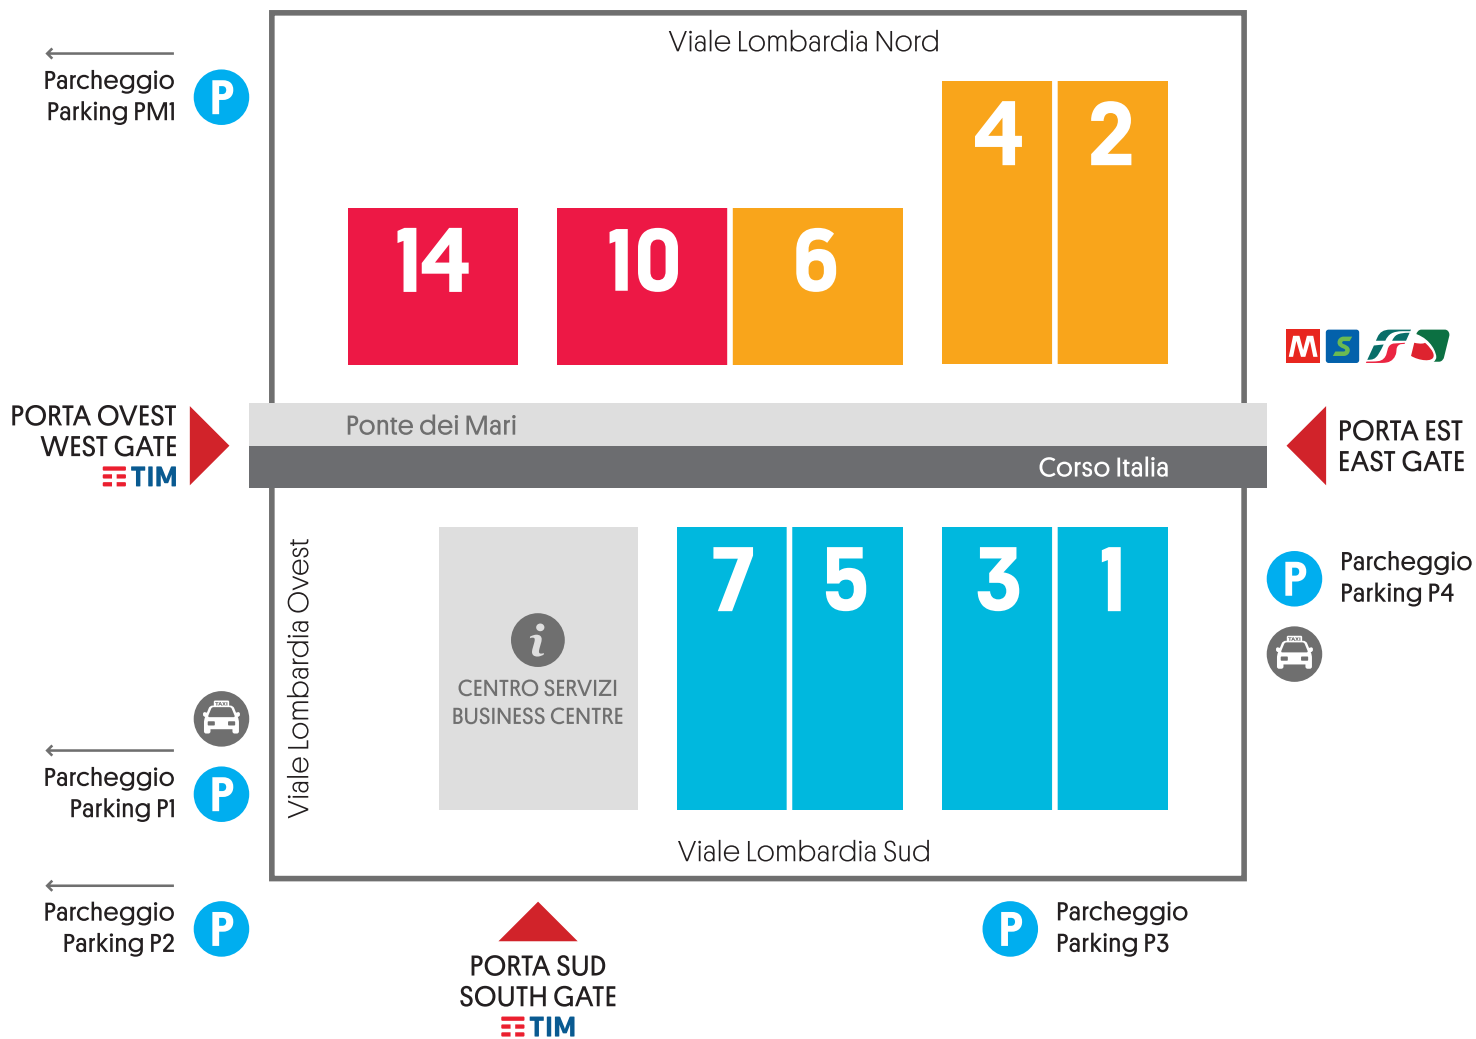 Viale Lombardia Nord
Parcheggio
Parking PM1
P
4
2
14
10
6
M S
PORTA OVEST
WEST GATE
TIM
Ponte dei Mari
Corso Italia
PORTA EST
EAST GATE
Viale Lombardia Ovest
7
5
3
1
P
Parcheggio
Parking P4
TAXI
i
CENTRO SERVIZI
BUSINESS CENTRE
TAXI
Parcheggio
Parking P1
P
Viale Lombardia Sud
Parcheggio
Parking P2
P
PORTA SUD
SOUTH GATE
TIM
P
Parcheggio
Parking P3